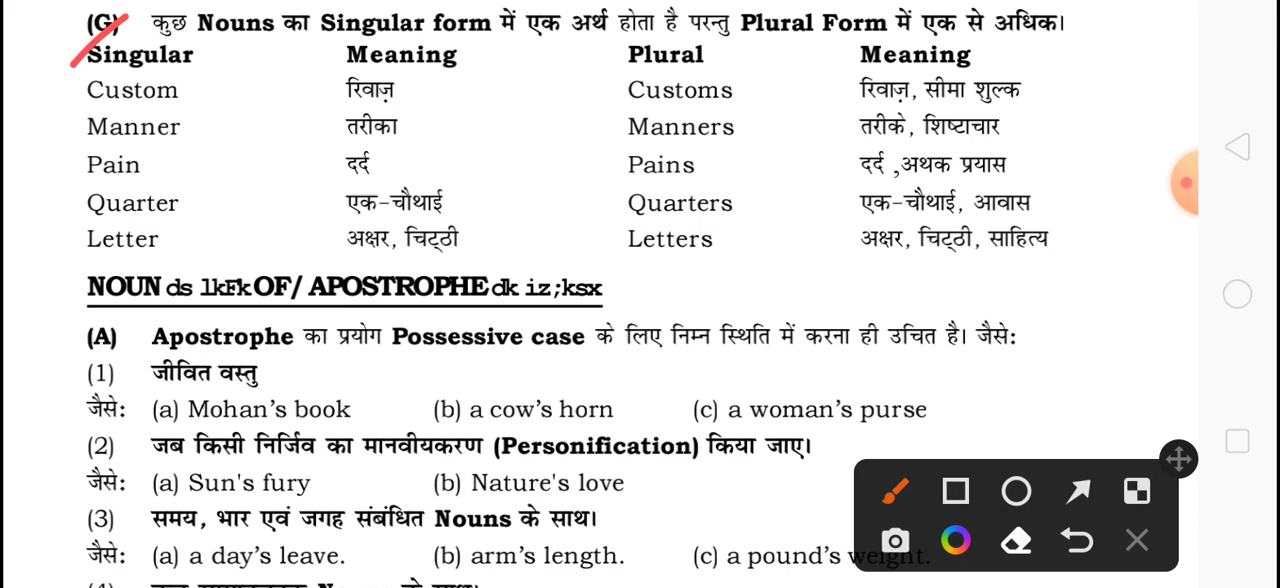 (G) कुछ Nouns का Singular form में एक अर्थ होता है परन्तु Plural Form में एक से अधिक।
Singular Meaning Plural Meaning
Custom रिवाज़ Customs रिवाज़, सीमा शुल्क
Manner तरीका Manners तरीके, शिष्टाचार
Pain दर्द Pains दर्द ,अथक प्रयास
Quarter एक-चौथाई Quarters एक-चौथाई, आवास
Letter अक्षर, चिट्ठी Letters अक्षर, चिट्ठी, साहित्य
NOUN ds lkFk OF/ APOSTROPHE dk iz;ksx
(A) Apostrophe का प्रयोग Possessive case के लिए निम्न स्थिति में करना ही उचित है। जैसे:
(1) जीवित वस्तु
जैसे: (a) Mohan's book (b) a cow's horn (c) a woman's purse
(2) जब किसी निर्जिव का मानवीयकरण (Personification) किया जाए।
जैसे: (a) Sun's fury (b) Nature's love
(3) समय, भार एवं जगह संबंधित Nouns के साथ।
जैसे: (a) a day's leave. (b) arm's length. (c) a pound's weight.